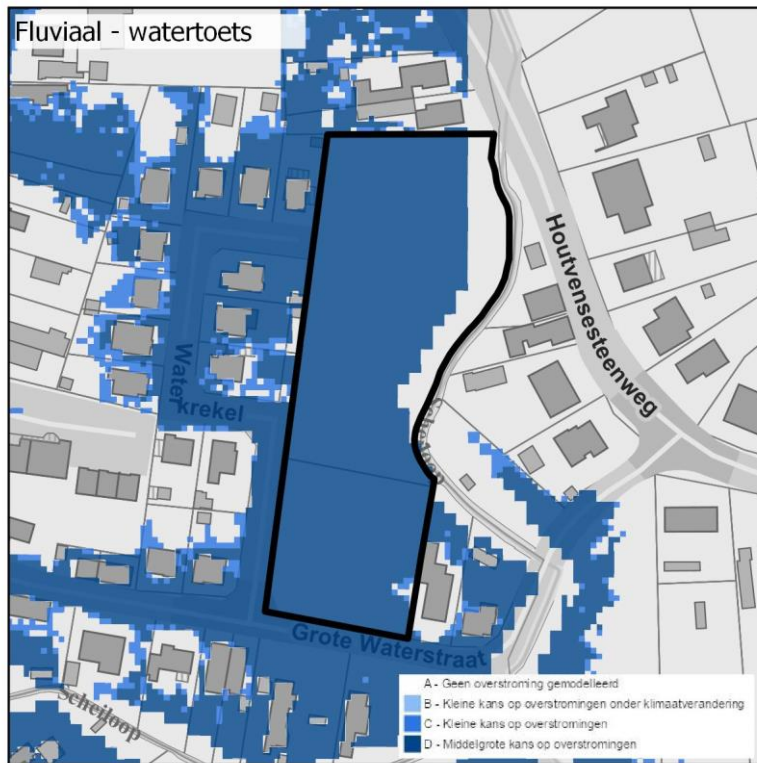 Fluviaal - watertoets
Houtvensesteenweg
Water
krekel
Scheiloop
Grote Waterstraat
Scheiloop
A - Geen overstroming gemodelleerd
B - Kleine kans op overstromingen onder klimaatverandering
C - Kleine kans op overstromingen
D - Middelgrote kans op overstromingen